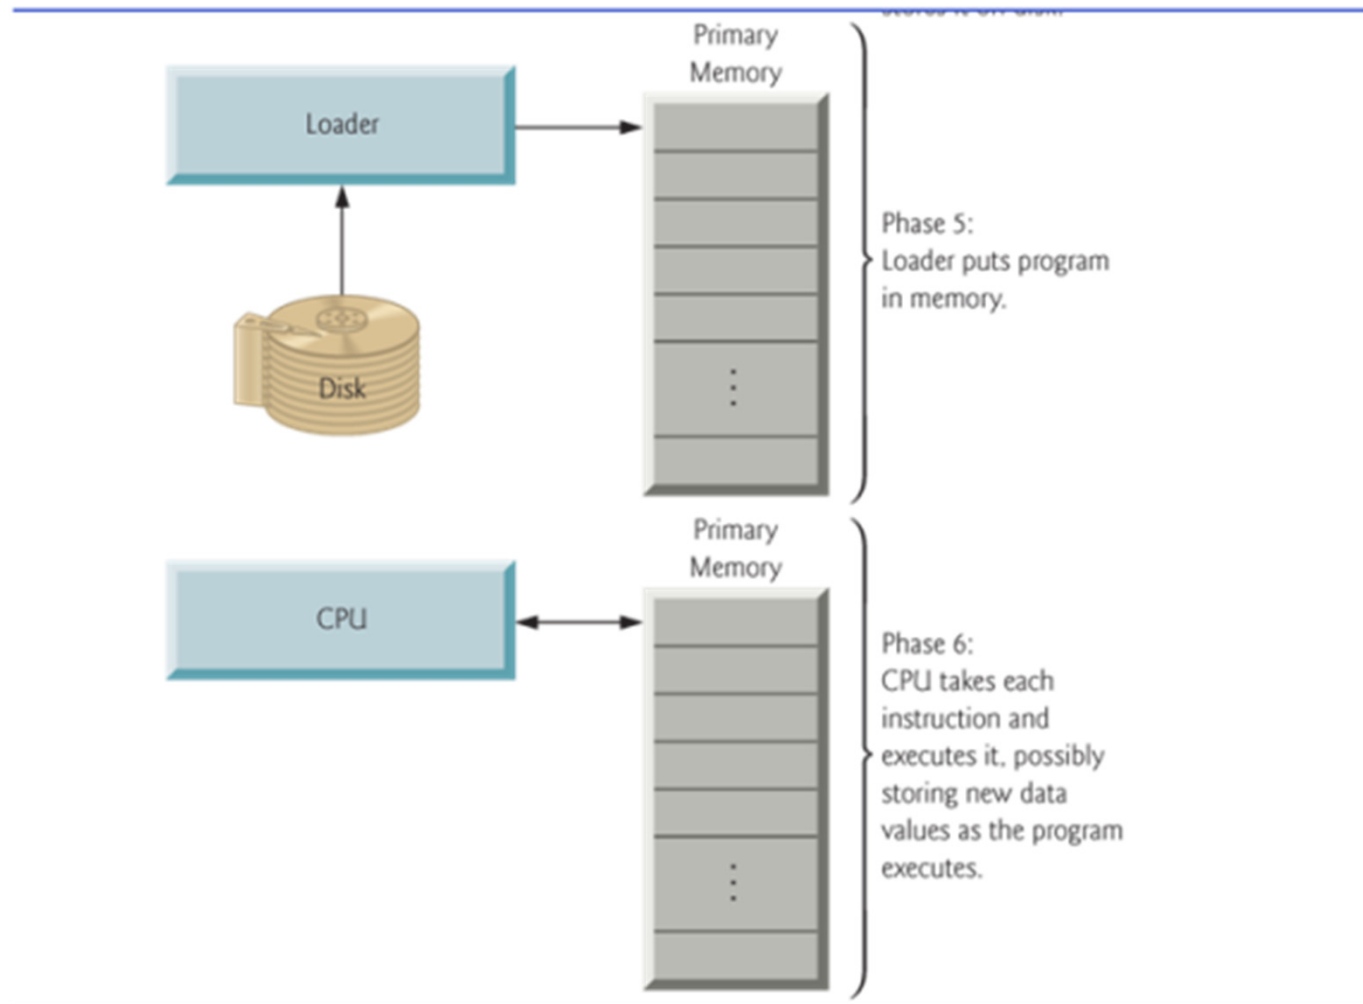 Primary
Memory
Loader
Disk
Phase 5:
Loader puts program
in memory.
Primary
Memory
CPU
Phase 6:
CPU takes each
instruction and
executes it, possibly
storing new data
values as the program
executes.